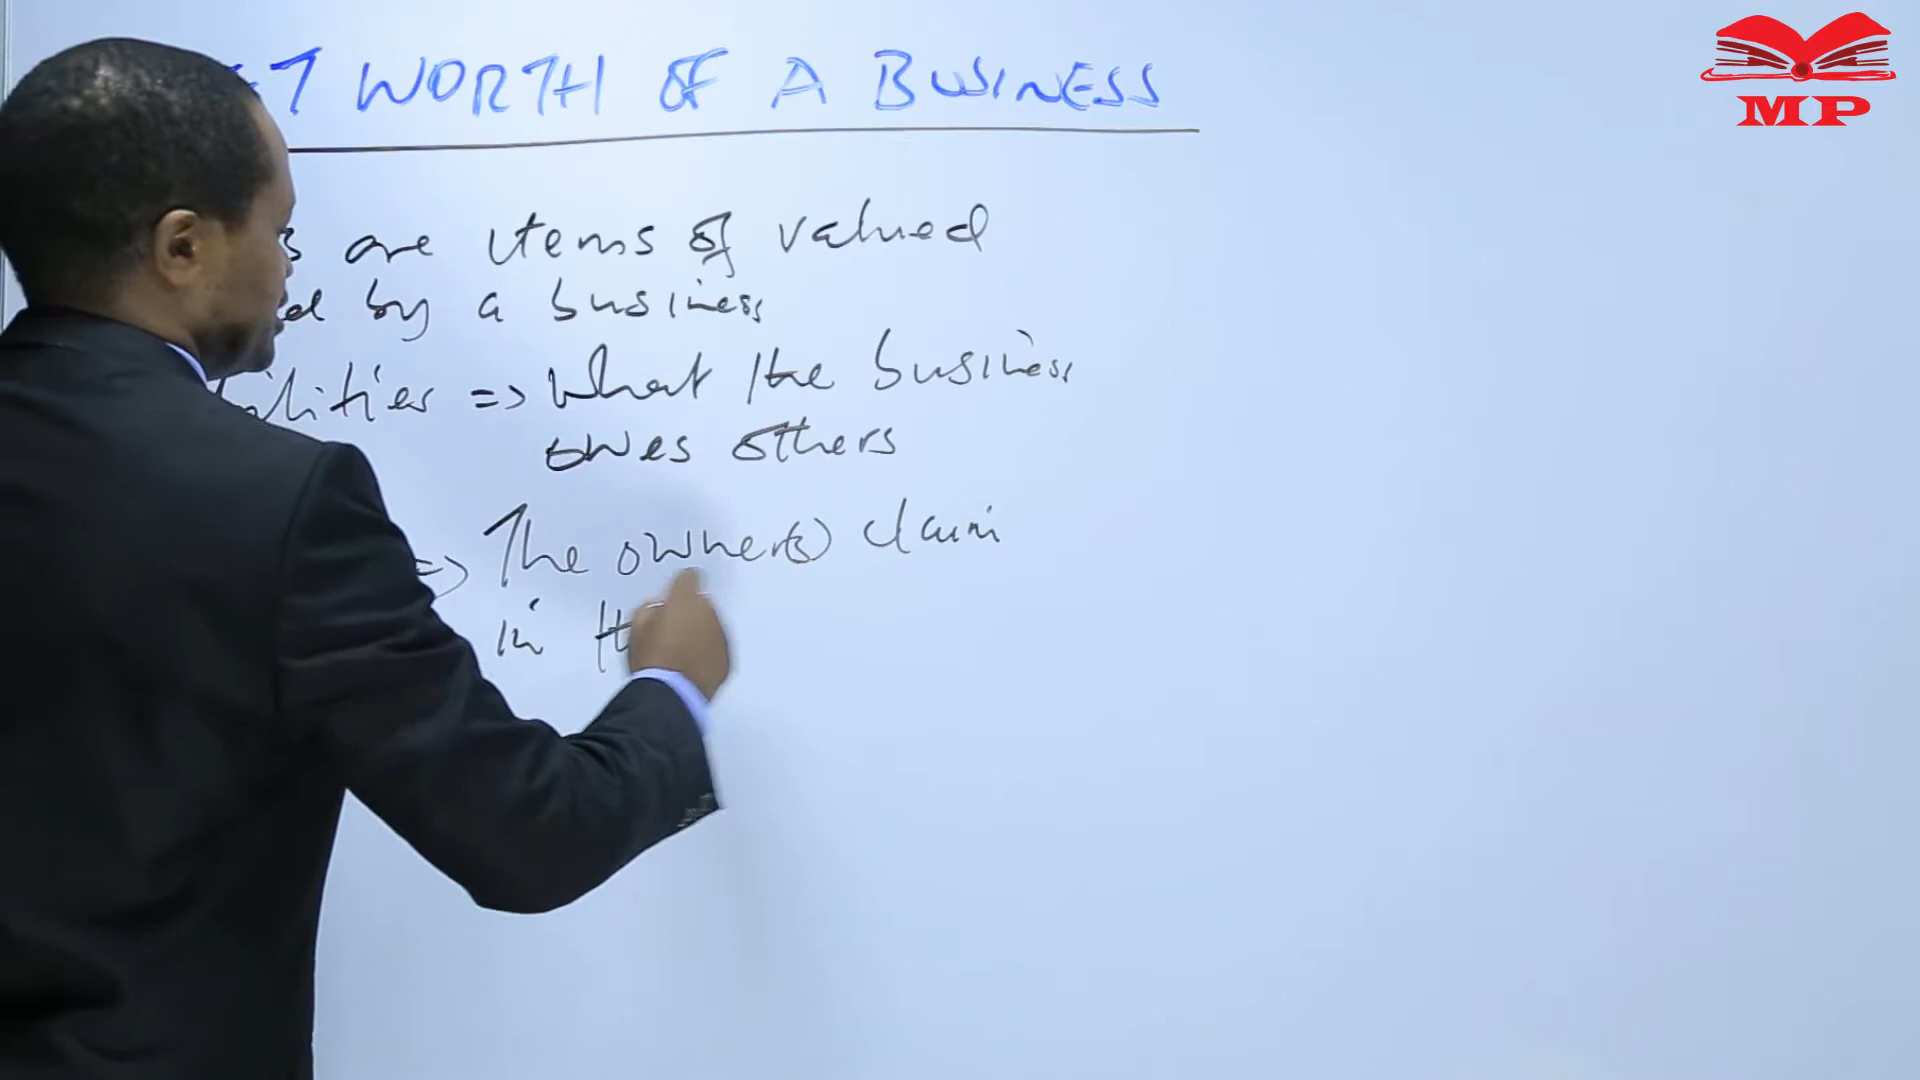 WORTH OF A BUSINESS
are items of valued
by a business
=> what the business
owes others
=> The owner(s) claim
in
MP